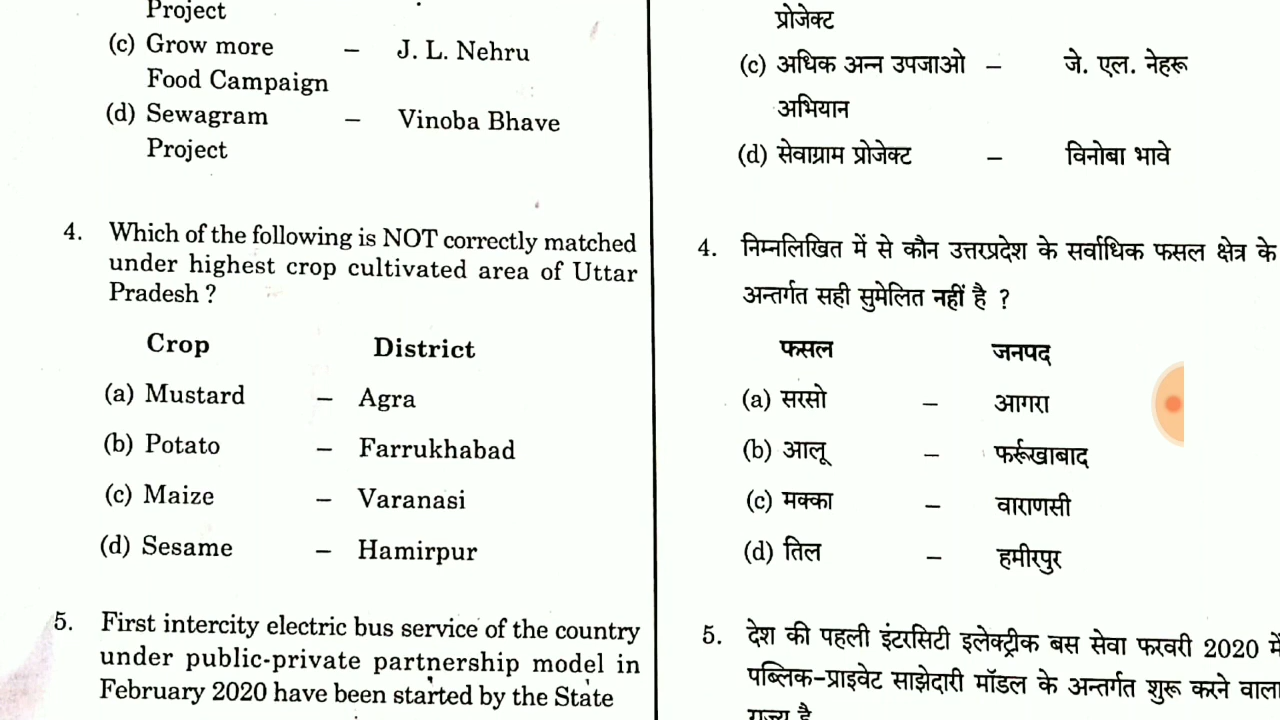 Project
(c) Grow more – J. L. Nehru
Food Campaign
(d) Sewagram – Vinoba Bhave
Project
4. Which of the following is NOT correctly matched
under highest crop cultivated area of Uttar
Pradesh ?
Crop District
(a) Mustard – Agra
(b) Potato – Farrukhabad
(c) Maize – Varanasi
(d) Sesame – Hamirpur
5. First intercity electric bus service of the country
under public-private partnership model in
February 2020 have been started by the State
प्रोजेक्ट
(c) अधिक अन्न उपजाओ – जे. एल. नेहरू
अभियान
(d) सेवाग्राम प्रोजेक्ट – विनोबा भावे
4. निम्नलिखित में से कौन उत्तरप्रदेश के सर्वाधिक फसल क्षेत्र के
अन्तर्गत सही सुमेलित नहीं है ?
फसल जनपद
(a) सरसो – आगरा
(b) आलू – फर्रूखाबाद
(c) मक्का – वाराणसी
(d) तिल – हमीरपुर
5. देश की पहली इंटरसिटी इलेक्ट्रीक बस सेवा फरवरी 2020 में
पब्लिक-प्राइवेट साझेदारी मॉडल के अन्तर्गत शुरू करने वाला
राज्य है